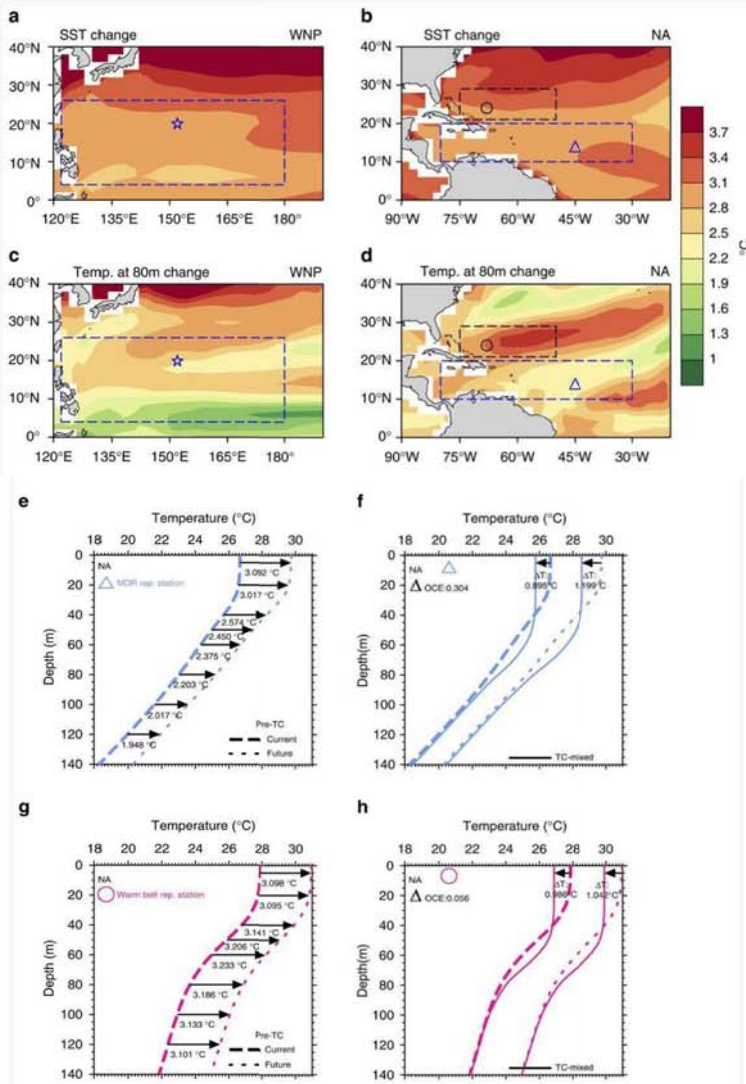 a
SST change WNP
40°N
30°N
20°N
10°N
0°
120°E 135°E 150°E 165°E 180°
b
SST change NA
40°N
30°N
20°N
10°N
0°
90°W 75°W 60°W 45°W 30°W
c
Temp. at 80m change WNP
40°N
30°N
20°N
10°N
0°
120°E 135°E 150°E 165°E 180°
d
Temp. at 80m change NA
40°N
30°N
20°N
10°N
0°
90°W 75°W 60°W 45°W 30°W
3.7
3.4
3.1
2.8
2.5
2.2
1.9
1.6
1.3
1
°C
e
Temperature (°C)
18 20 22 24 26 28 30
0
20
40
60
80
100
120
140
Depth (m)
NA
MDR rep. station
3.092 °C
3.017 °C
2.574 °C
2.450 °C
2.375 °C
2.203 °C
2.017 °C
1.948 °C
Pre-TC
Current
Future
f
Temperature (°C)
18 20 22 24 26 28 30
0
20
40
60
80
100
120
140
Depth(m)
NA
Δ OCE:0.304
ΔT:
0.895°C
ΔT:
1.199°C
TC-mixed
g
Temperature (°C)
18 20 22 24 26 28 30
0
20
40
60
80
100
120
140
Depth (m)
NA
Warm belt rep. station
3.098 °C
3.095 °C
3.141 °C
3.206 °C
3.233 °C
3.186 °C
3.133 °C
3.101 °C
Pre-TC
Current
Future
h
Temperature (°C)
18 20 22 24 26 28 30
0
20
40
60
80
100
120
140
Depth(m)
NA
Δ OCE:0.056
ΔT:
0.986°C
ΔT:
1.042°C
TC-mixed